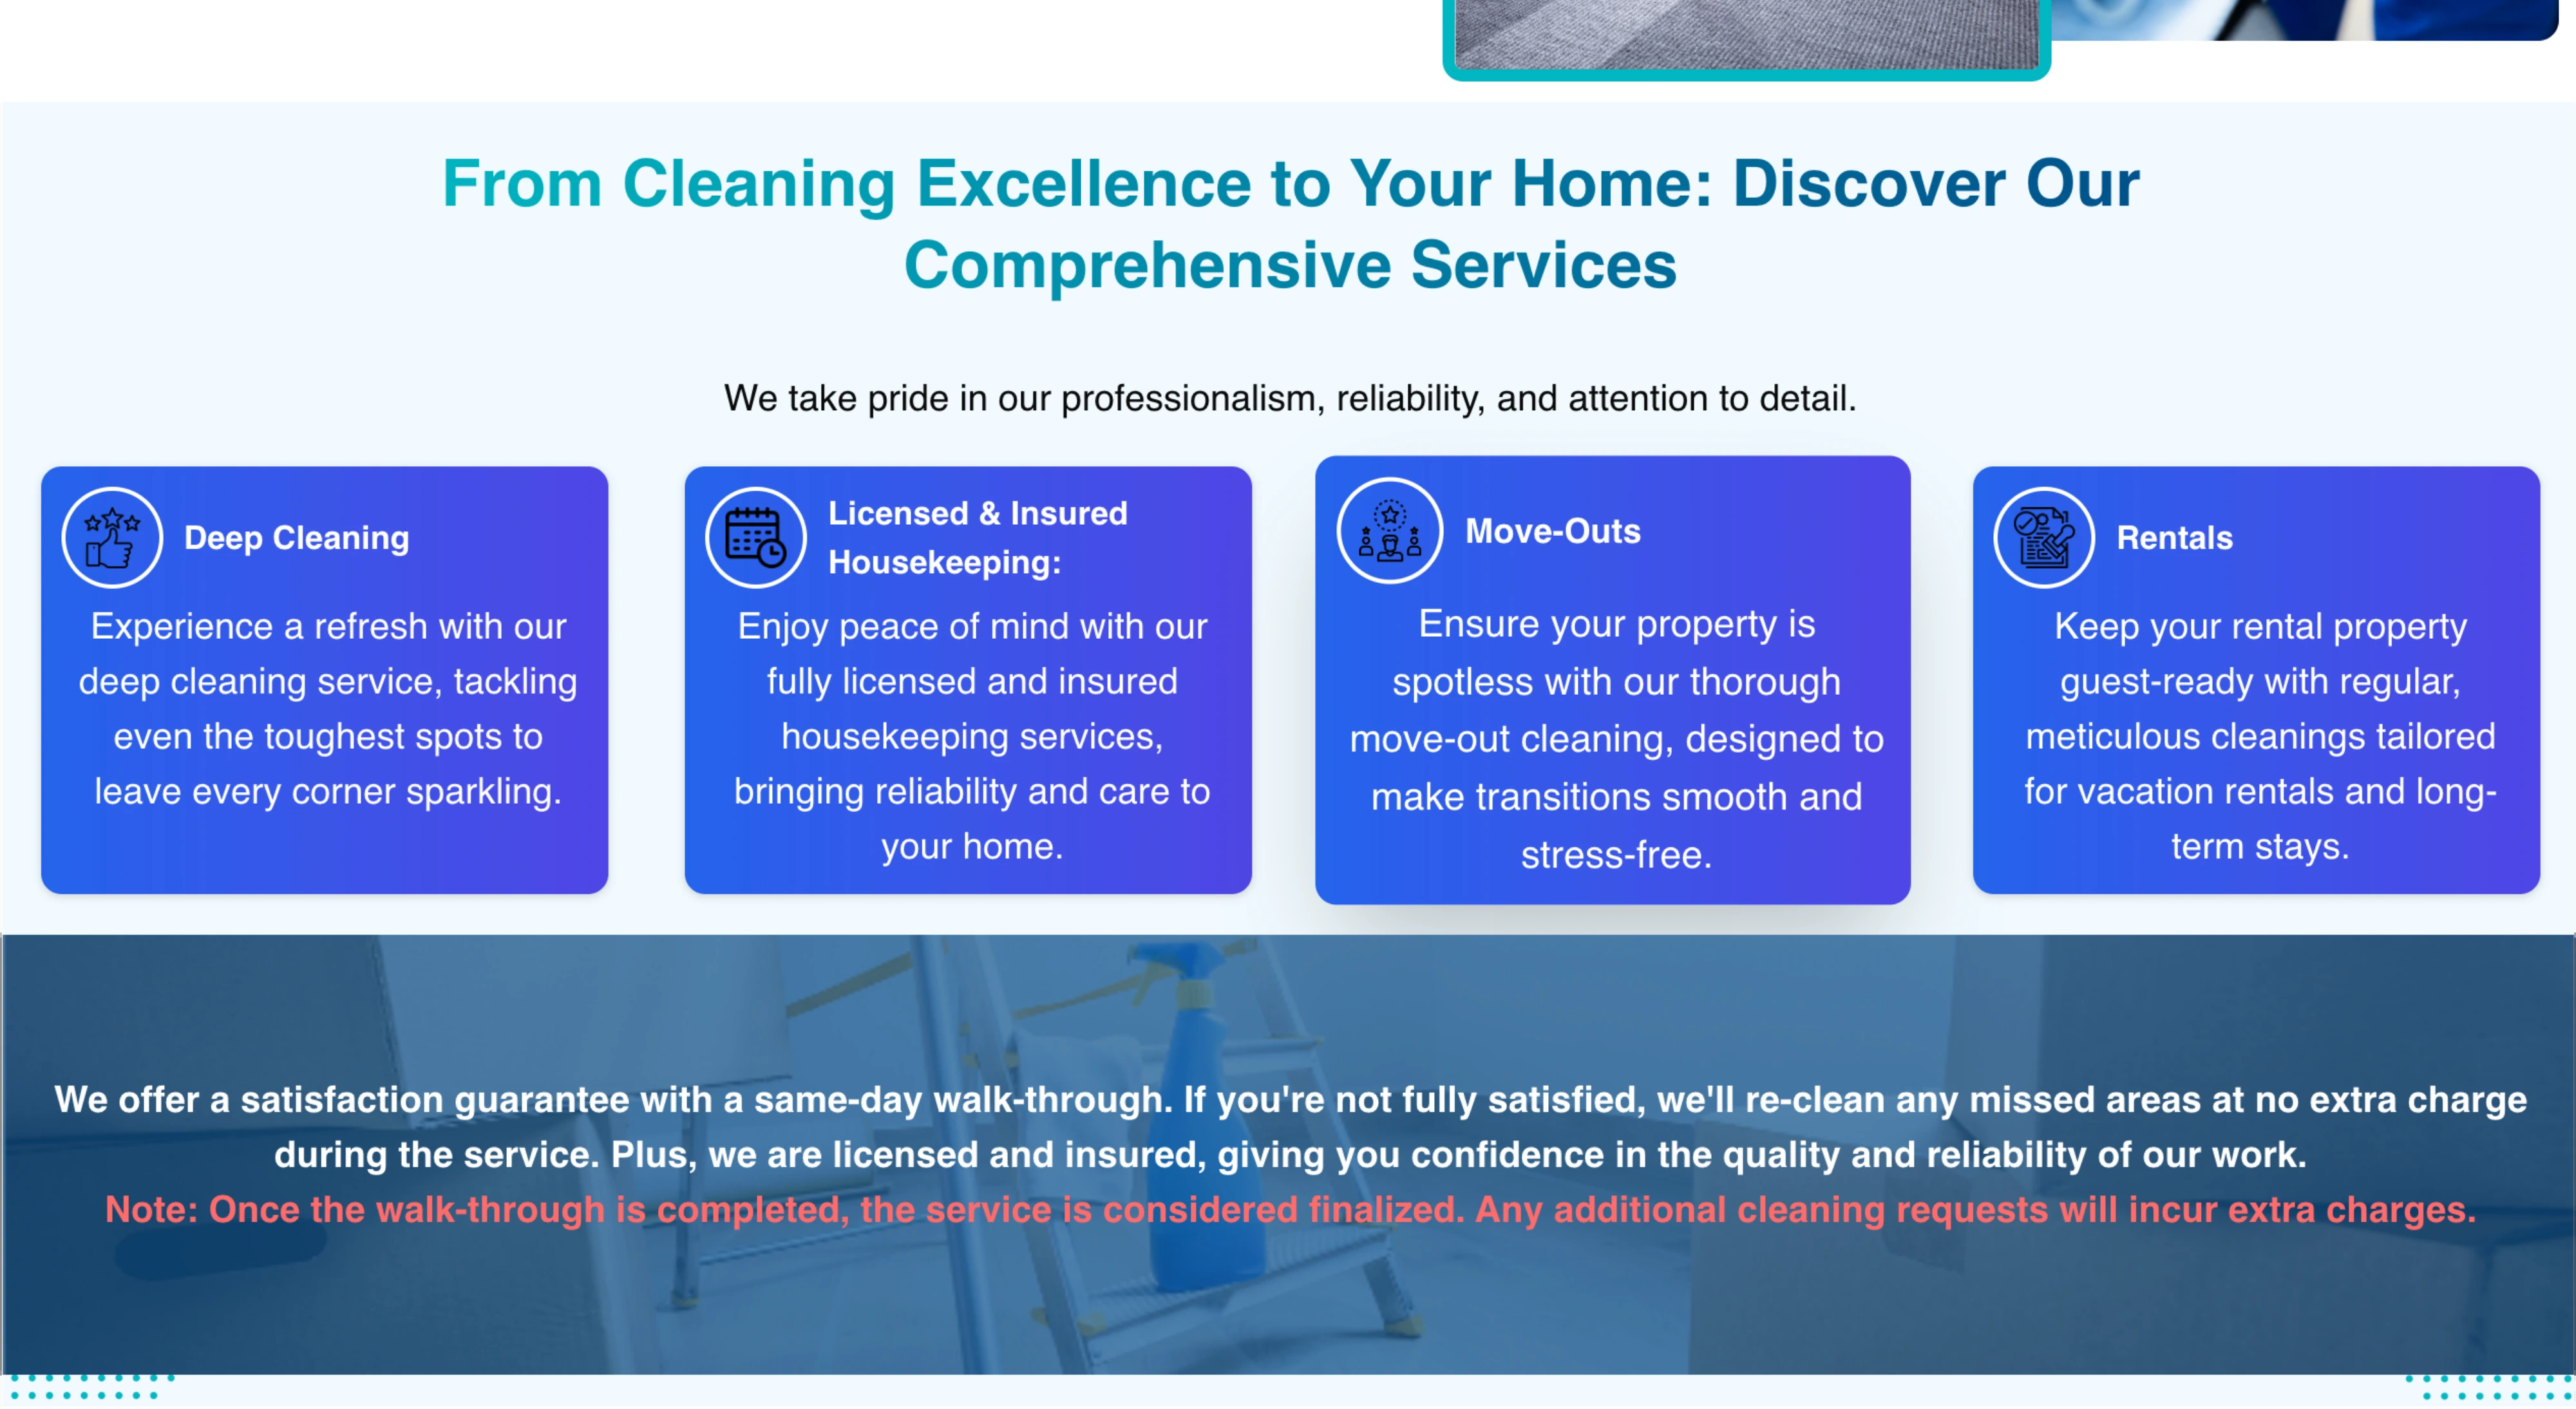 From Cleaning Excellence to Your Home: Discover Our
Comprehensive Services
We take pride in our professionalism, reliability, and attention to detail.
Deep Cleaning
Experience a refresh with our
deep cleaning service, tackling
even the toughest spots to
leave every corner sparkling.
Licensed & Insured
Housekeeping:
Enjoy peace of mind with our
fully licensed and insured
housekeeping services,
bringing reliability and care to
your home.
Move-Outs
Ensure your property is
spotless with our thorough
move-out cleaning, designed to
make transitions smooth and
stress-free.
Rentals
Keep your rental property
guest-ready with regular,
meticulous cleanings tailored
for vacation rentals and long-
term stays.
We offer a satisfaction guarantee with a same-day walk-through. If you're not fully satisfied, we'll re-clean any missed areas at no extra charge
during the service. Plus, we are licensed and insured, giving you confidence in the quality and reliability of our work.
Note: Once the walk-through is completed, the service is considered finalized. Any additional cleaning requests will incur extra charges.